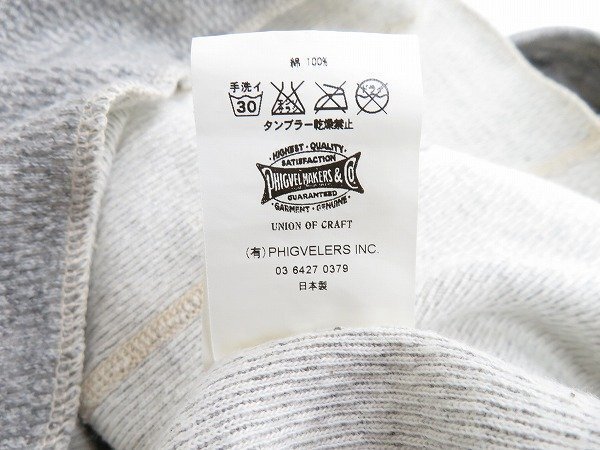 綿 100%
手洗イ
30
タンブラー乾燥禁止
HIGHEST · QUALITY
SATISFACTION
PHIGVEL MAKERS & Co
GUARANTEED
GARMENT · GENUINE
UNION OF CRAFT
(有) PHIGVELERS INC.
03 6427 0379
日本製